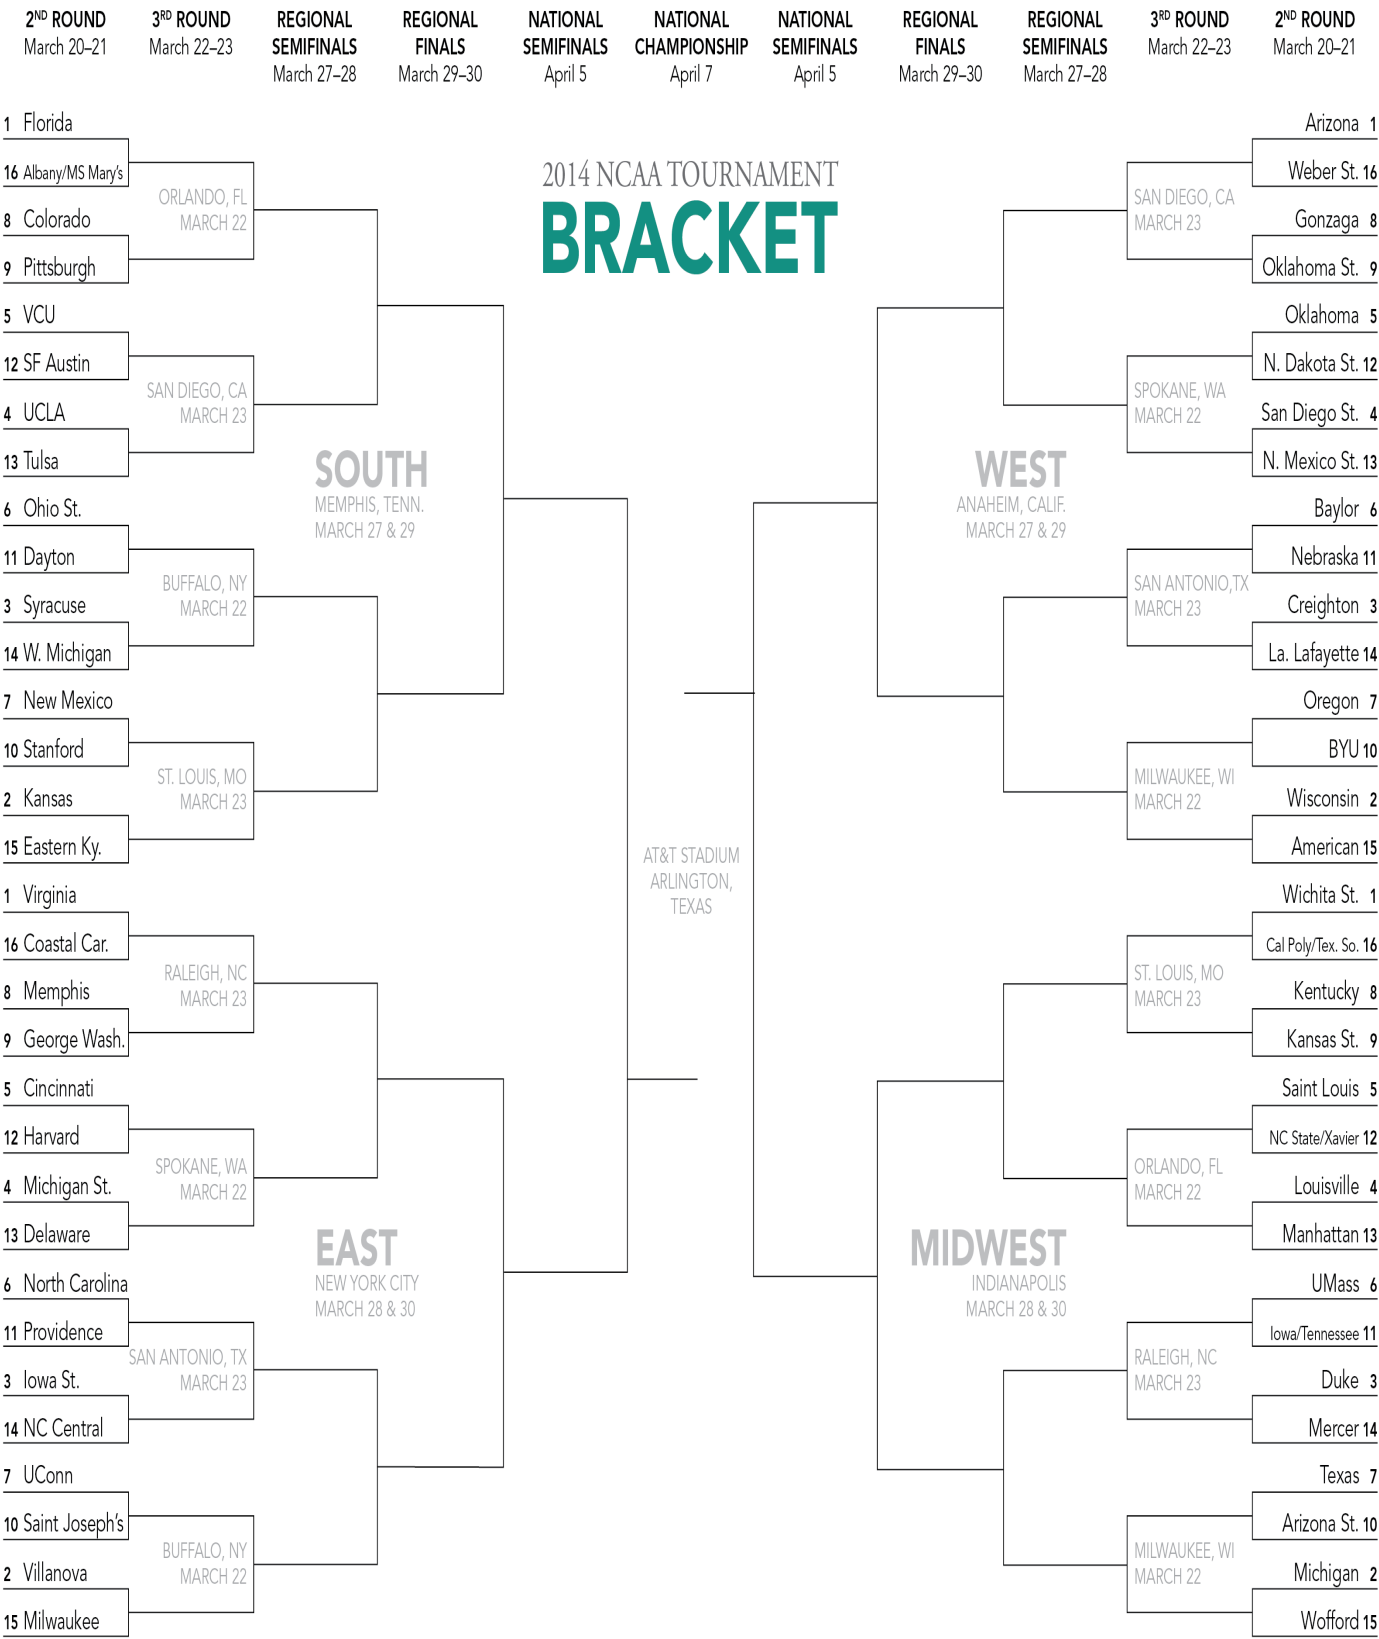 2ND ROUND
March 20–21
3RD ROUND
March 22–23
REGIONAL
SEMIFINALS
March 27–28
REGIONAL
FINALS
March 29–30
NATIONAL
SEMIFINALS
April 5
NATIONAL
CHAMPIONSHIP
April 7
NATIONAL
SEMIFINALS
April 5
REGIONAL
FINALS
March 29–30
REGIONAL
SEMIFINALS
March 27–28
3RD ROUND
March 22–23
2ND ROUND
March 20–21
2014 NCAA TOURNAMENT
BRACKET
1 Florida
16 Albany/MS Mary's
ORLANDO, FL
MARCH 22
8 Colorado
9 Pittsburgh
5 VCU
12 SF Austin
SAN DIEGO, CA
MARCH 23
4 UCLA
13 Tulsa
SOUTH
MEMPHIS, TENN.
MARCH 27 & 29
6 Ohio St.
11 Dayton
BUFFALO, NY
MARCH 22
3 Syracuse
14 W. Michigan
7 New Mexico
10 Stanford
ST. LOUIS, MO
MARCH 23
2 Kansas
15 Eastern Ky.
1 Virginia
16 Coastal Car.
RALEIGH, NC
MARCH 23
8 Memphis
9 George Wash.
5 Cincinnati
12 Harvard
SPOKANE, WA
MARCH 22
4 Michigan St.
13 Delaware
EAST
NEW YORK CITY
MARCH 28 & 30
6 North Carolina
11 Providence
SAN ANTONIO, TX
MARCH 23
3 Iowa St.
14 NC Central
7 UConn
10 Saint Joseph's
BUFFALO, NY
MARCH 22
2 Villanova
15 Milwaukee
AT&T STADIUM
ARLINGTON,
TEXAS
Arizona 1
Weber St. 16
SAN DIEGO, CA
MARCH 23
Gonzaga 8
Oklahoma St. 9
Oklahoma 5
N. Dakota St. 12
SPOKANE, WA
MARCH 22
San Diego St. 4
N. Mexico St. 13
WEST
ANAHEIM, CALIF.
MARCH 27 & 29
Baylor 6
Nebraska 11
SAN ANTONIO,TX
MARCH 23
Creighton 3
La. Lafayette 14
Oregon 7
BYU 10
MILWAUKEE, WI
MARCH 22
Wisconsin 2
American 15
Wichita St. 1
Cal Poly/Tex. So. 16
ST. LOUIS, MO
MARCH 23
Kentucky 8
Kansas St. 9
Saint Louis 5
NC State/Xavier 12
ORLANDO, FL
MARCH 22
Louisville 4
Manhattan 13
MIDWEST
INDIANAPOLIS
MARCH 28 & 30
UMass 6
Iowa/Tennessee 11
RALEIGH, NC
MARCH 23
Duke 3
Mercer 14
Texas 7
Arizona St. 10
MILWAUKEE, WI
MARCH 22
Michigan 2
Wofford 15